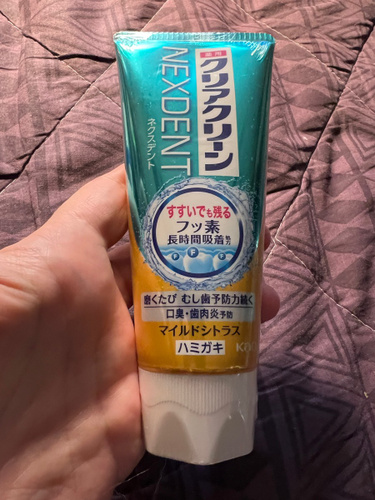 薬用
クリアクリーン
NEXDENT
ネクスデント
すすいでも残る
フッ素
長時間吸着処方
F
F
F
磨くたび むし歯予防力続く
口臭・歯肉炎予防
マイルドシトラス
ハミガキ